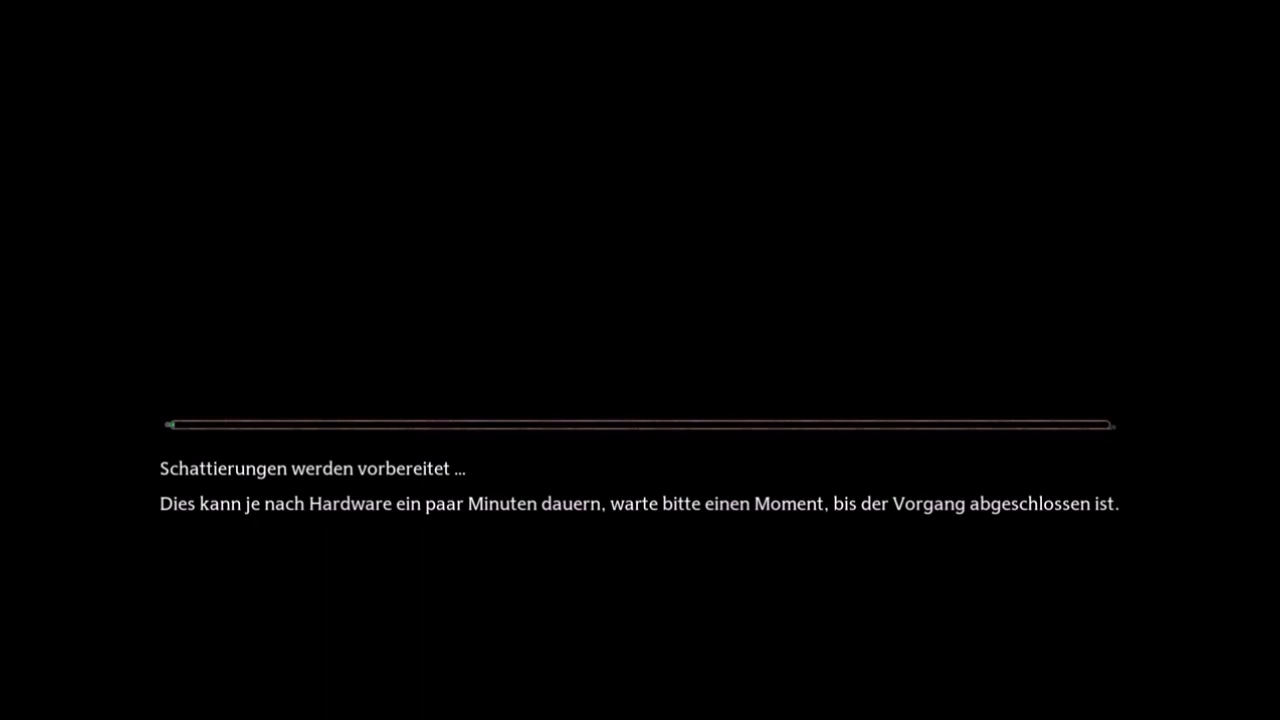 Schattierungen werden vorbereitet ...
Dies kann je nach Hardware ein paar Minuten dauern, warte bitte einen Moment, bis der Vorgang abgeschlossen ist.